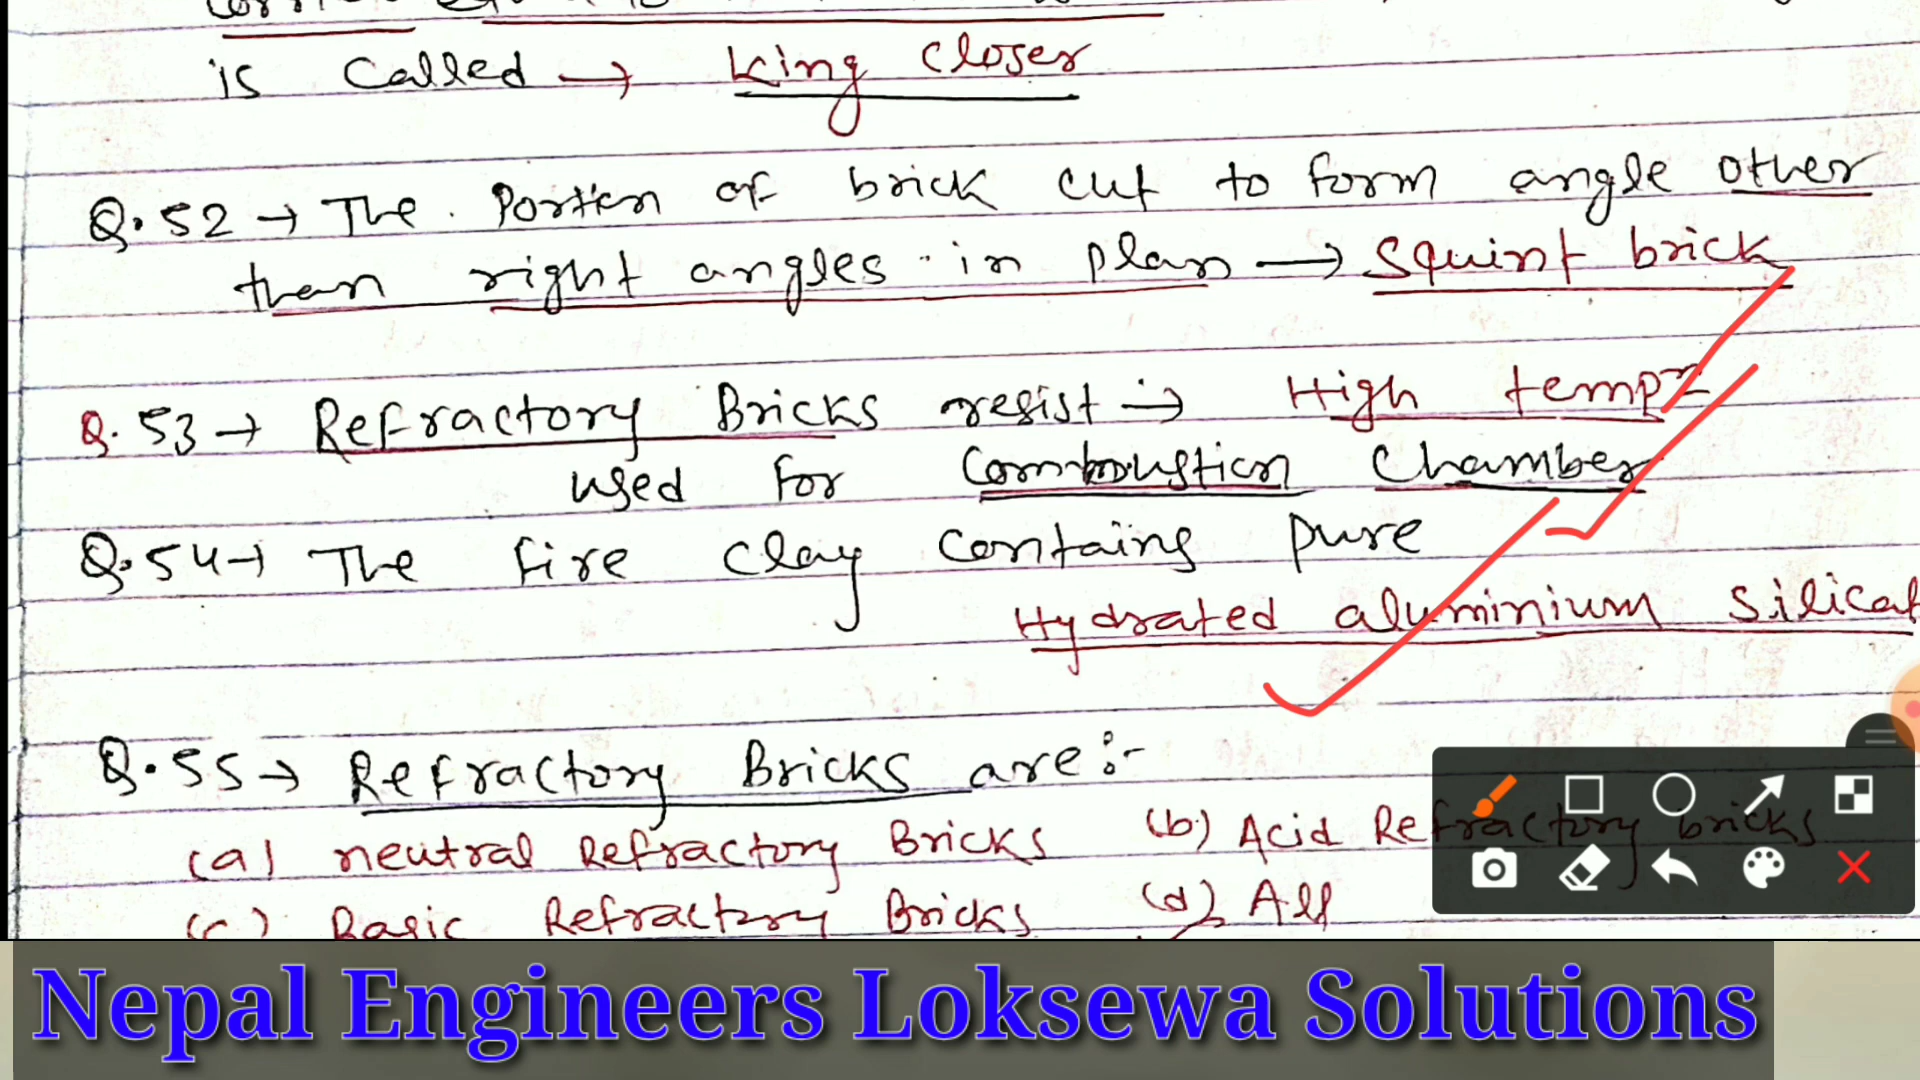 is Called → King Closer
Q.52 → The Portion of brick cut to form angle other
than right angles in plan → Squint brick
Q.53 → Refractory Bricks resist → High tempr
used for Combustion Chamber
Q.54 → The fire clay contains pure
Hydrated aluminium Silicat
Q.55 → Refractory Bricks are:-
(a) neutral Refractory Bricks (b) Acid Refractory bricks
(c) Basic Refractory Bricks (d) All
Nepal Engineers Loksewa Solutions